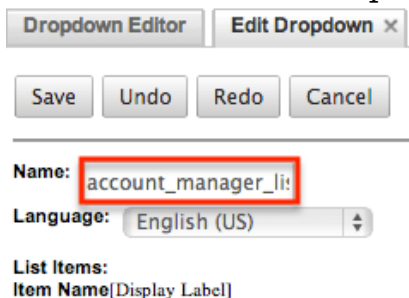 Dropdown Editor Edit Dropdown ×
Save Undo Redo Cancel
Name: account_manager_lis
Language: English (US)
List Items:
Item Name[Display Label]